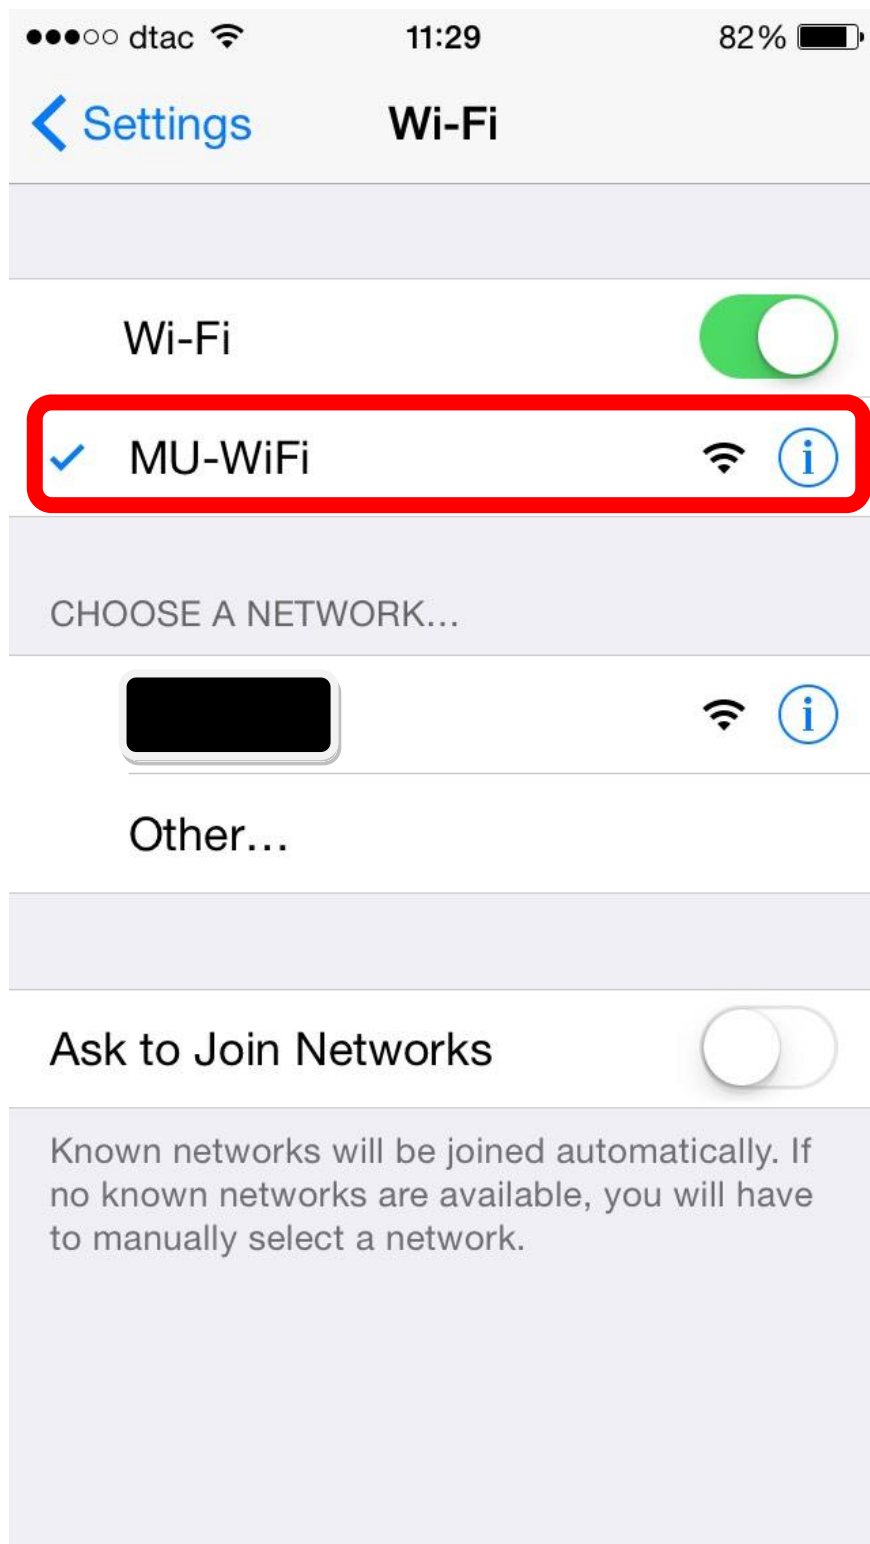 dtac 11:29 82%
Settings Wi-Fi
Wi-Fi
MU-WiFi
CHOOSE A NETWORK...
Other...
Ask to Join Networks
Known networks will be joined automatically. If
no known networks are available, you will have
to manually select a network.